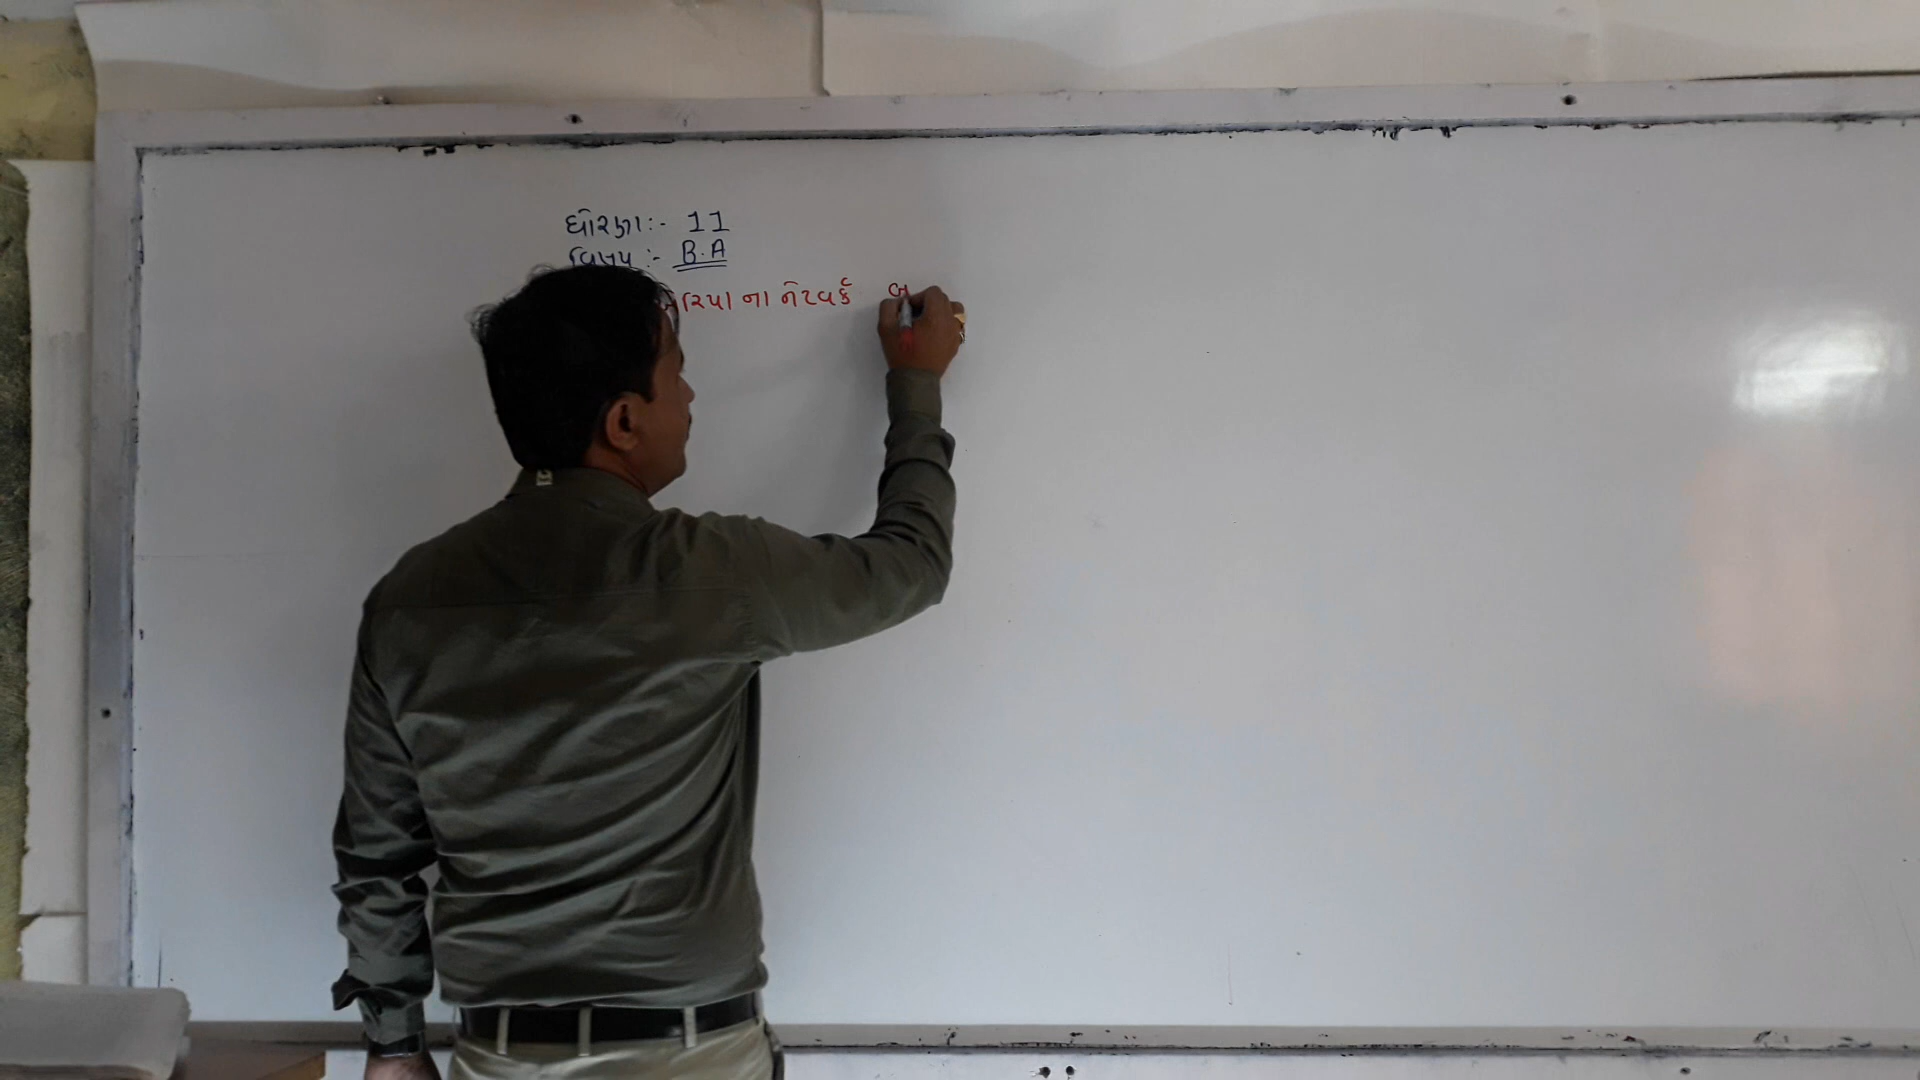 ધોરણ :- 11
વિષય :- B.A
ના નેટવર્ક